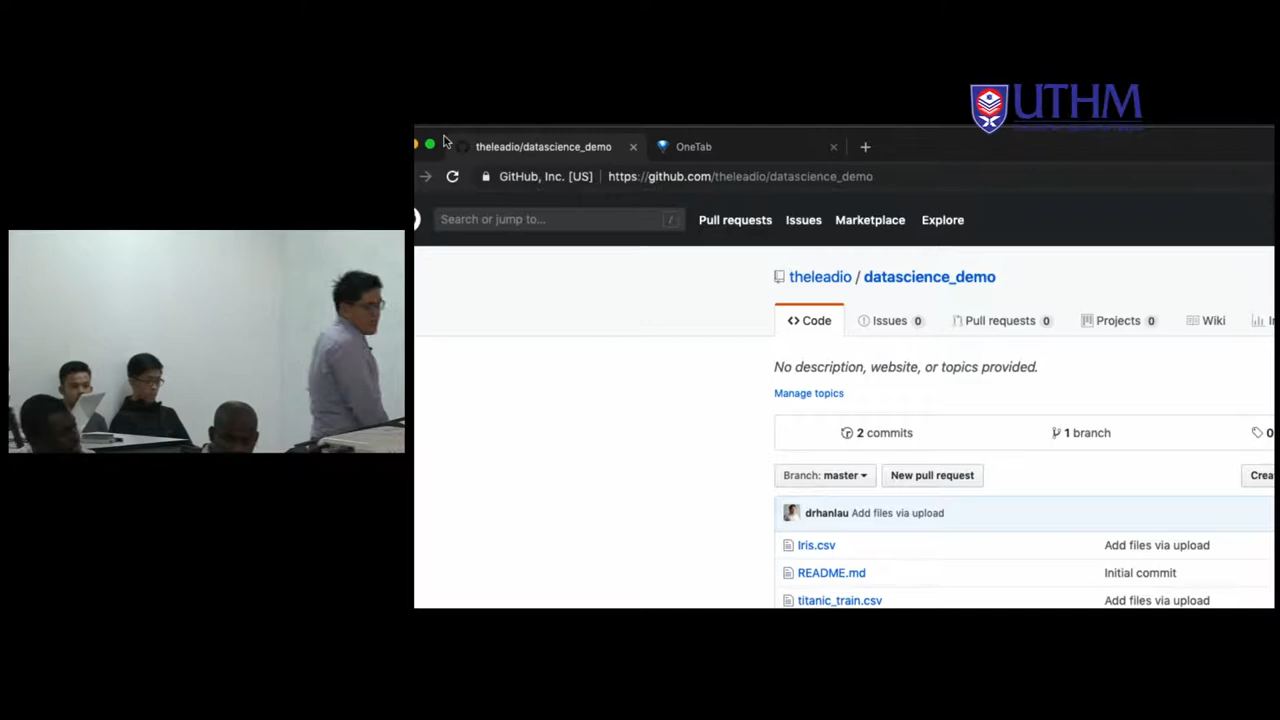 UTHM
theleadio/datascience_demo
OneTab
GitHub, Inc. [US] https://github.com/theleadio/datascience_demo
Search or jump to... /
Pull requests Issues Marketplace Explore
theleadio / datascience_demo
<> Code Issues 0 Pull requests 0 Projects 0 Wiki
No description, website, or topics provided.
Manage topics
2 commits 1 branch 0
Branch: master New pull request Crea
drhanlau Add files via upload
Iris.csv Add files via upload
README.md Initial commit
titanic_train.csv Add files via upload